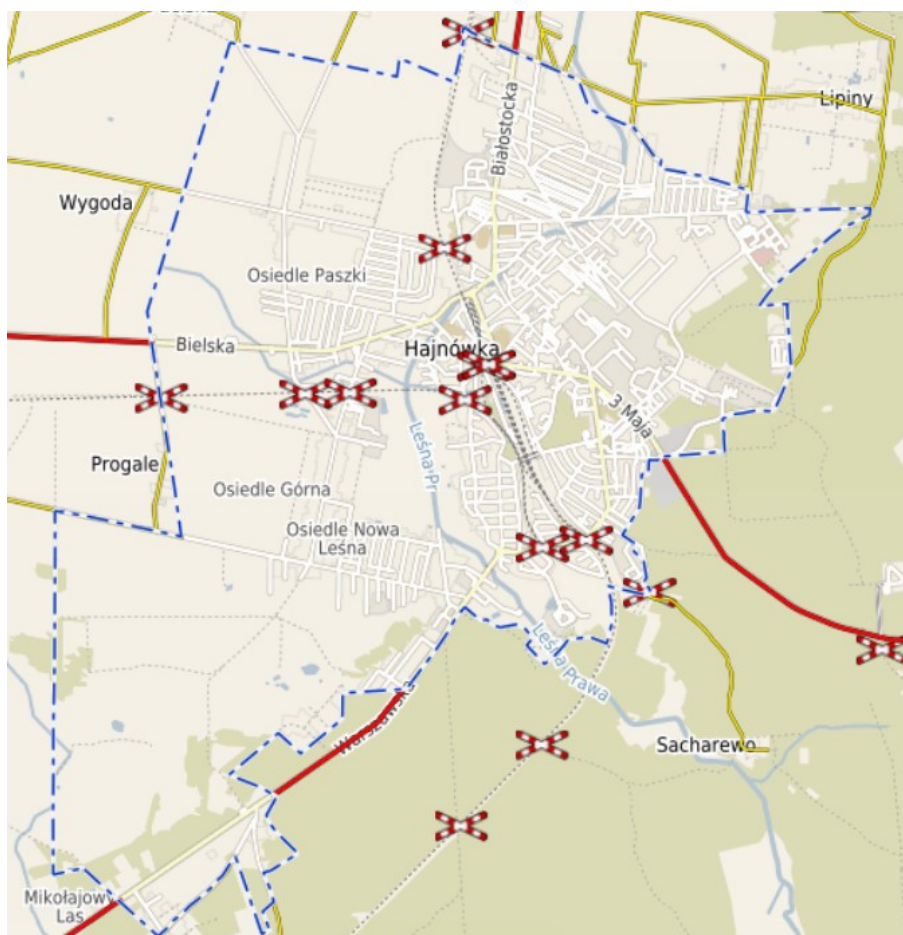 Białostocka
Lipiny
Wygoda
Osiedle Paszki
Bielska
Hajnówka
3 Maja
Leśna Pr
Progale
Osiedle Górna
Osiedle Nowa
Leśna
Leśna Prawa
Warszawska
Sacharewo
Mikołajowy
Las